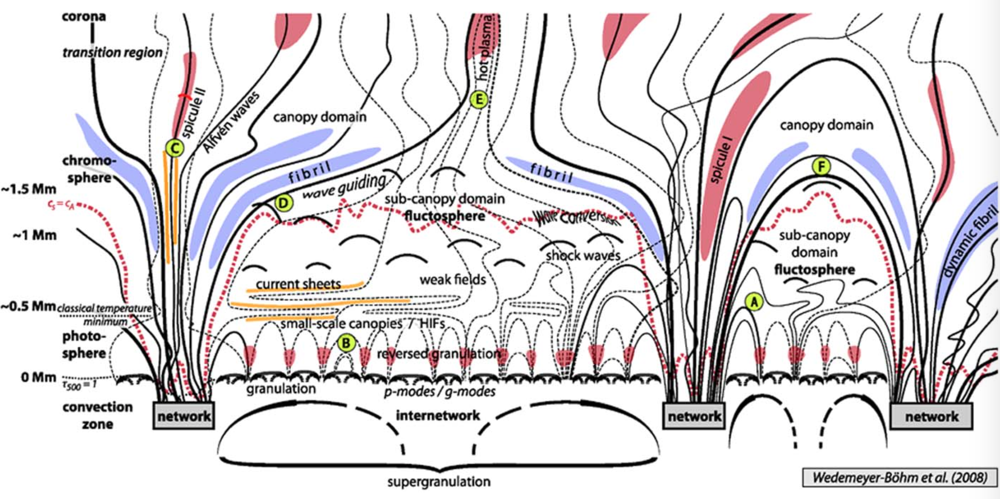 corona
transition region
hot plasma
E
spicule II
Alfvén waves
canopy domain
canopy domain
C
spicule I
F
chromo-
sphere
fibril
fibril
wave guiding
~1.5 Mm
D
sub-canopy domain
fluctosphere
cs = cA
Wave conversion
dynamic fibril
~1 Mm
sub-canopy
domain
fluctosphere
shock waves
current sheets
weak fields
A
~0.5 Mm
classical temperature
minimum
small-scale canopies / HIFs
photo-
sphere
B
reversed granulation
0 Mm
τ500 = 1
granulation
p-modes / g-modes
convection
zone
network
internetwork
network
network
supergranulation
Wedemeyer-Böhm et al. (2008)